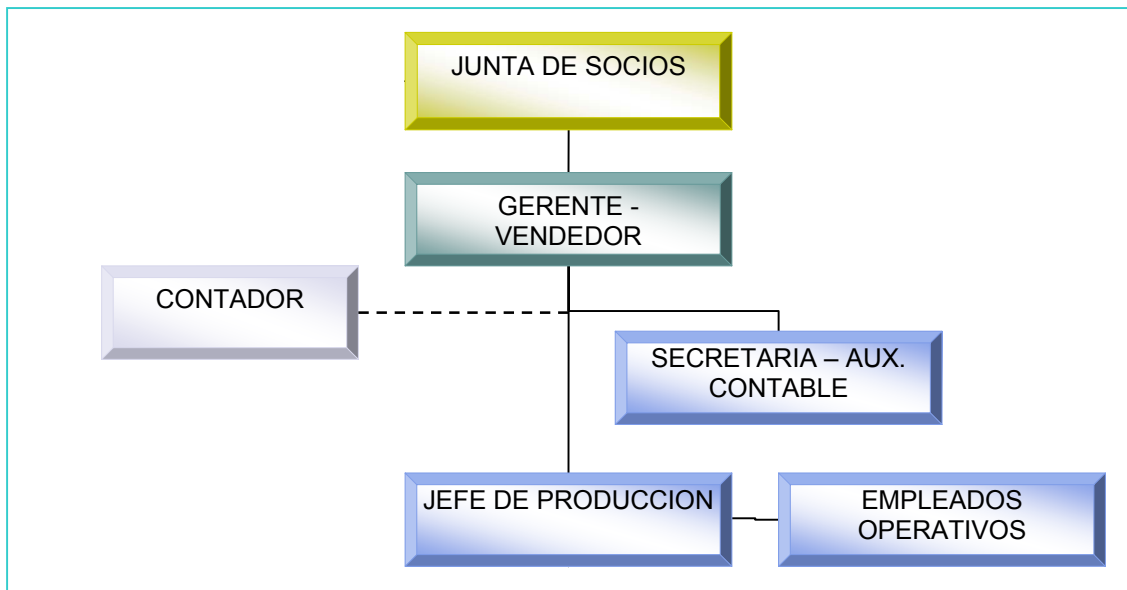 JUNTA DE SOCIOS
GERENTE -
VENDEDOR
CONTADOR
SECRETARIA – AUX.
CONTABLE
JEFE DE PRODUCCION
EMPLEADOS
OPERATIVOS